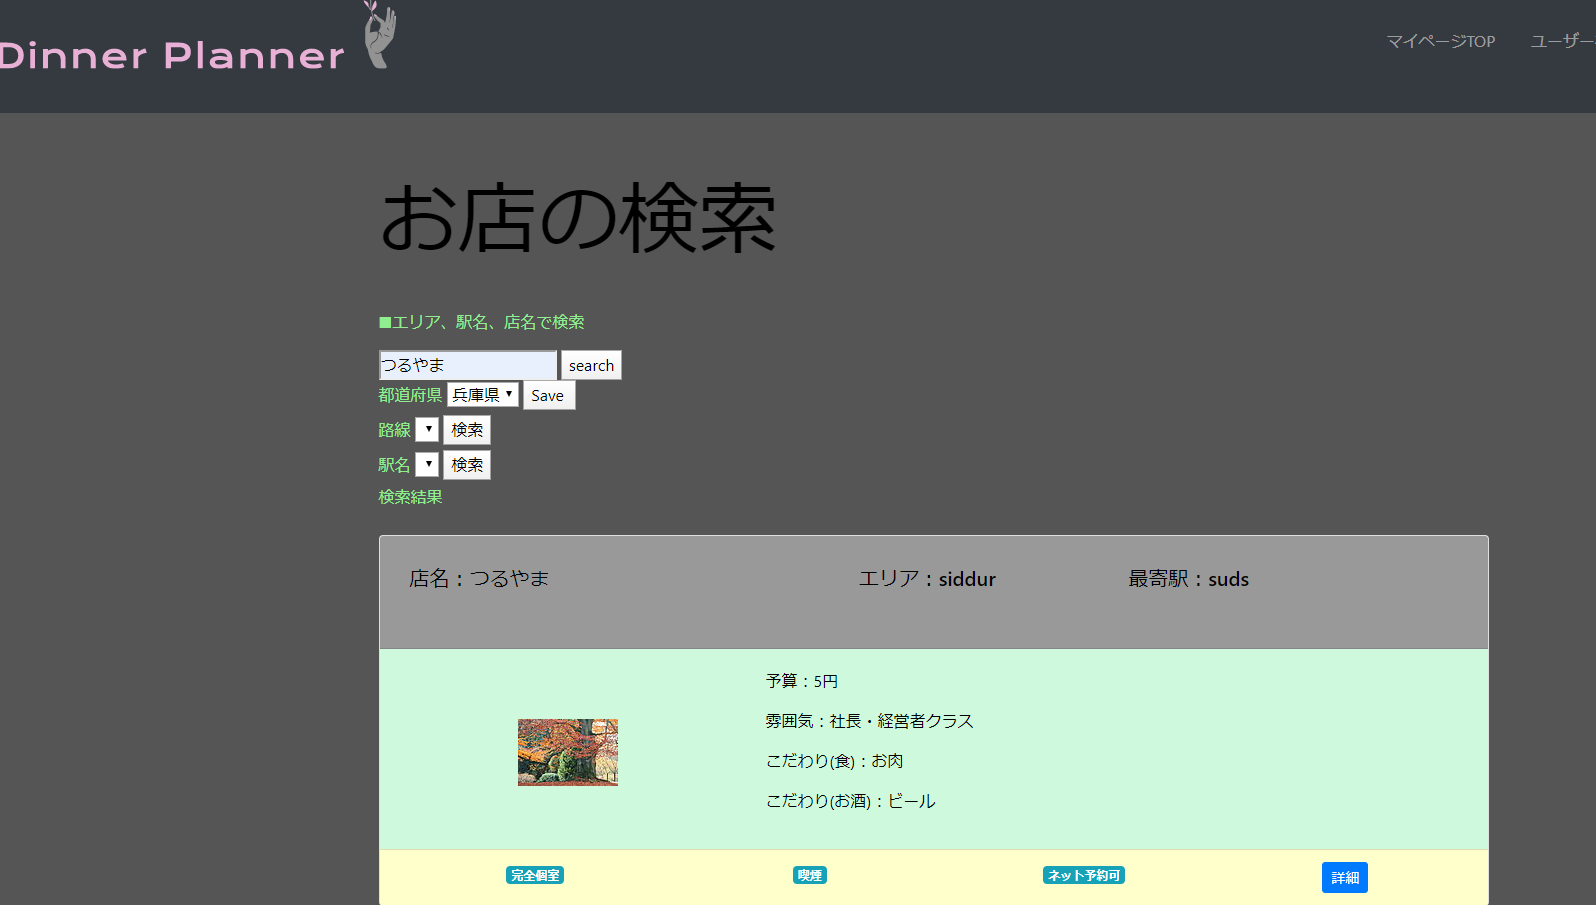 Dinner Planner
マイページTOP ユーザー
お店の検索
■エリア、駅名、店名で検索
つるやま search
都道府県 兵庫県 Save
路線 検索
駅名 検索
検索結果
店名：つるやま エリア：siddur 最寄駅：suds
予算：5円
雰囲気：社長・経営者クラス
こだわり(食)：お肉
こだわり(お酒)：ビール
完全個室 喫煙 ネット予約可 詳細